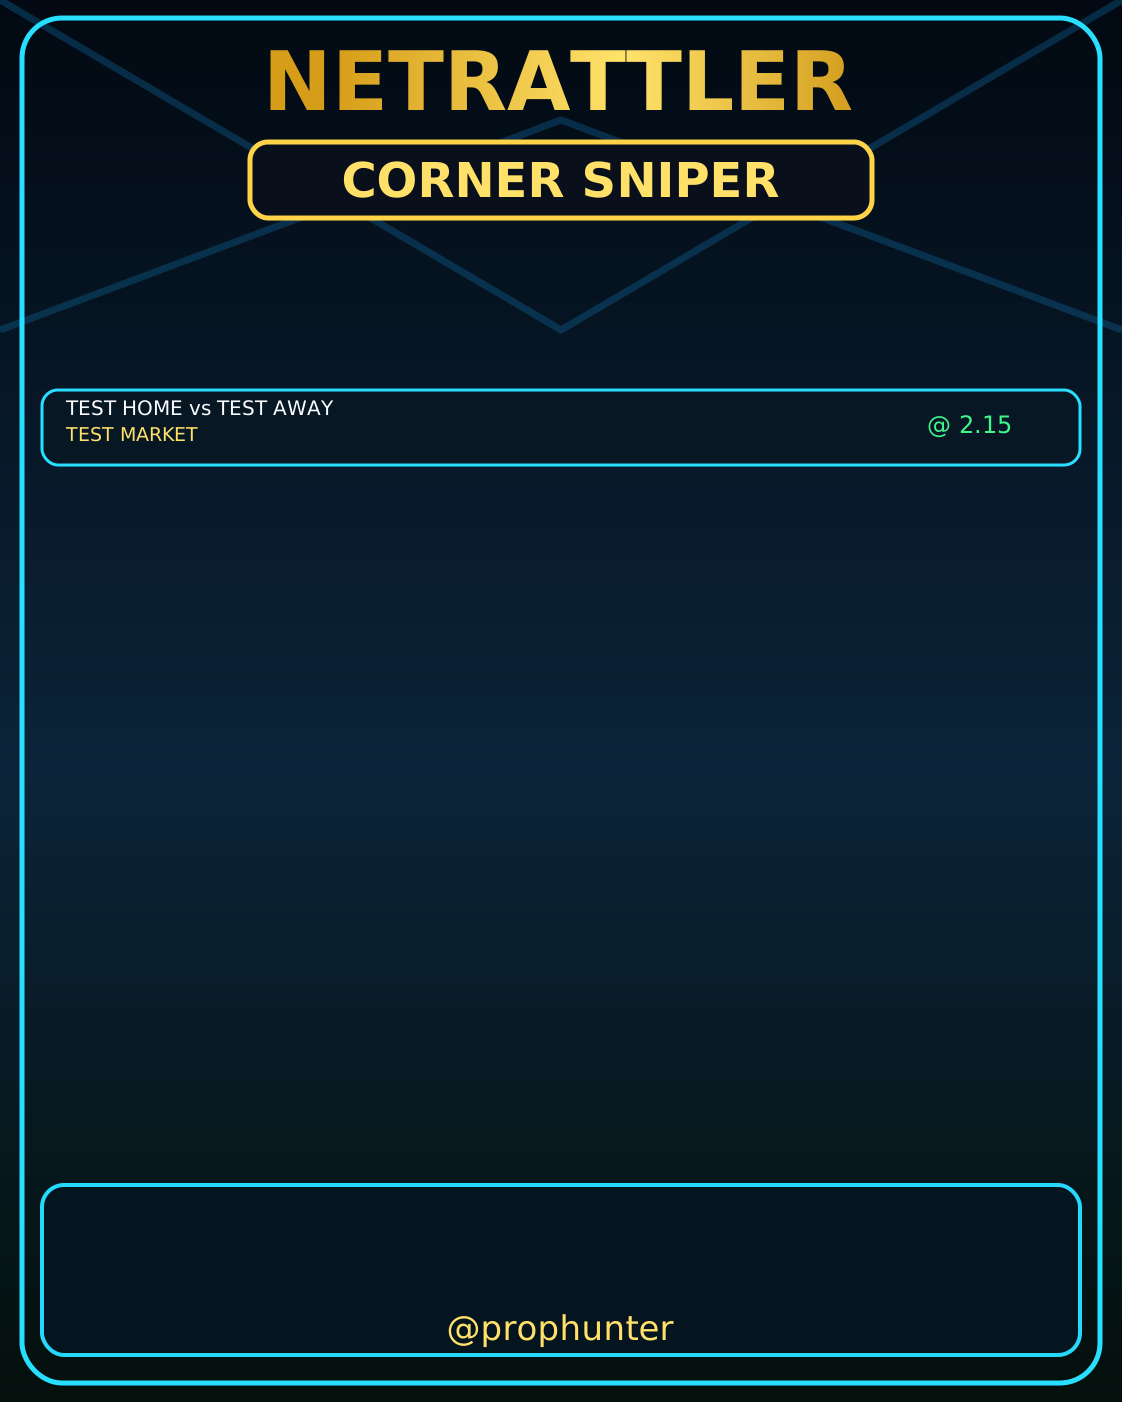 NETRATTLER
CORNER SNIPER
TEST HOME vs TEST AWAY
TEST MARKET
@ 2.15
@prophunter